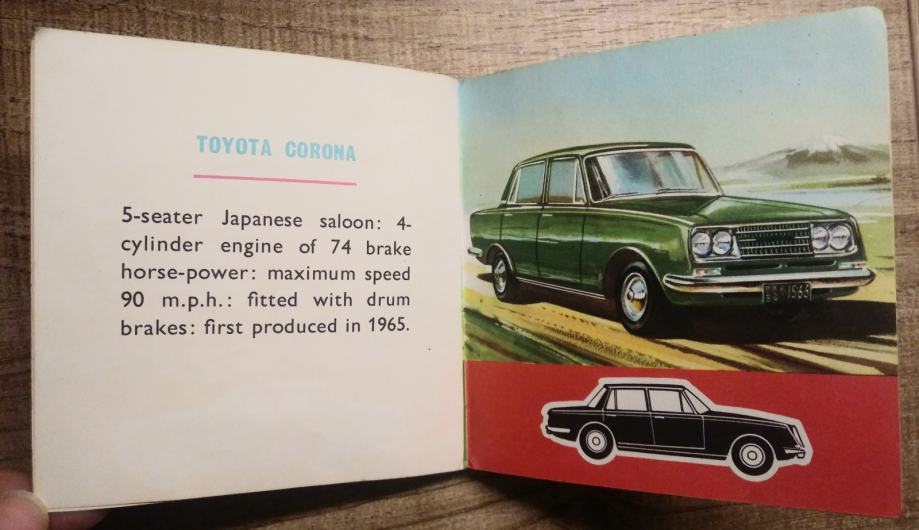 TOYOTA CORONA
5-seater Japanese saloon: 4-
cylinder engine of 74 brake
horse-power: maximum speed
90 m.p.h.: fitted with drum
brakes: first produced in 1965.
1965